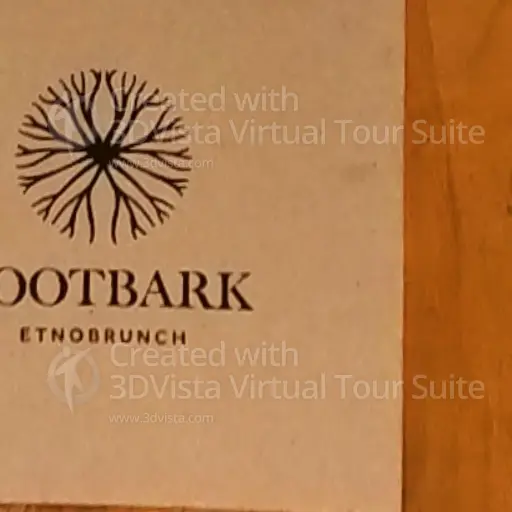 Created with
3DVista Virtual Tour Suite
www.3dvista.com
OOTBARK
ETNOBRUNCH
Created with
3DVista Virtual Tour Suite
www.3dvista.com